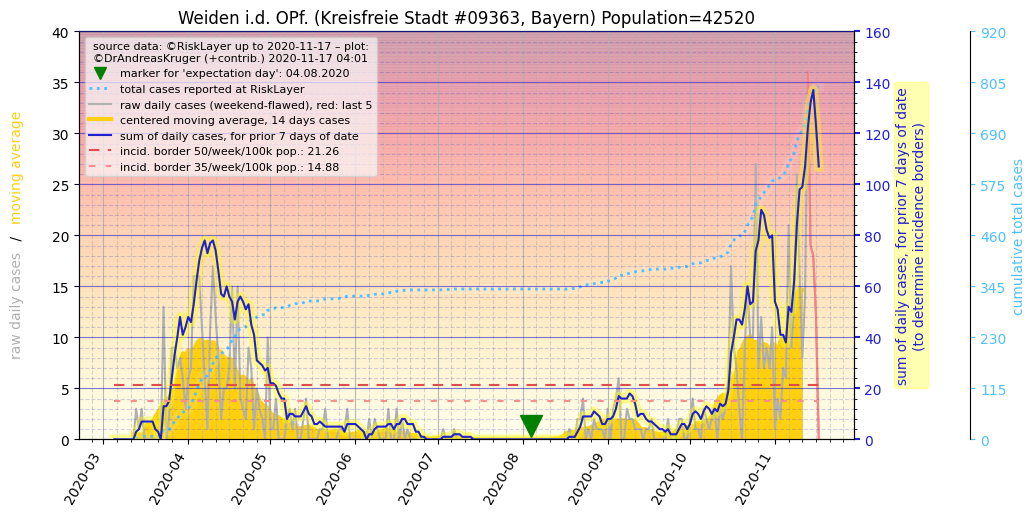 Weiden i.d. OPf. (Kreisfreie Stadt #09363, Bayern) Population=42520
source data: ©RiskLayer up to 2020-11-17 – plot:
©DrAndreasKruger (+contrib.) 2020-11-17 04:01
marker for 'expectation day': 04.08.2020
total cases reported at RiskLayer
raw daily cases (weekend-flawed), red: last 5
centered moving average, 14 days cases
sum of daily cases, for prior 7 days of date
incid. border 50/week/100k pop.: 21.26
incid. border 35/week/100k pop.: 14.88
raw daily cases / moving average
40
35
30
25
20
15
10
5
0
160
140
120
100
80
60
40
20
0
sum of daily cases, for prior 7 days of date
(to determine incidence borders)
920
805
690
575
460
345
230
115
0
cumulative total cases
2020-03
2020-04
2020-05
2020-06
2020-07
2020-08
2020-09
2020-10
2020-11